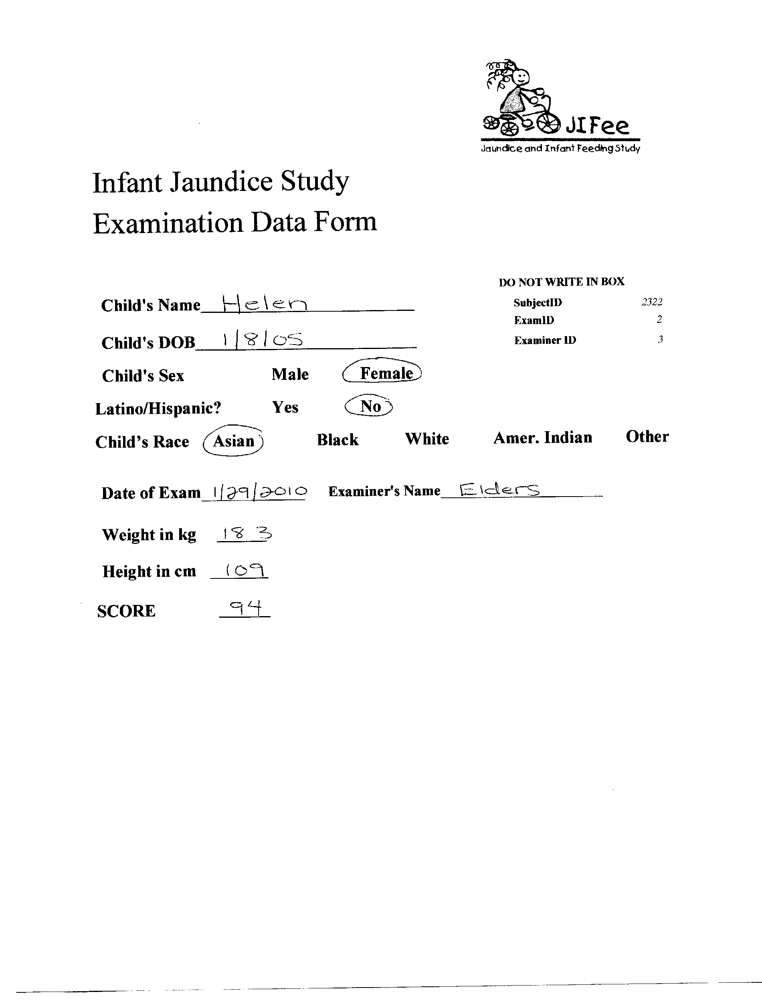 JIFee
Jaundice and Infant Feeding Study
Infant Jaundice Study
Examination Data Form
DO NOT WRITE IN BOX
Child's Name Helen
SubjectID 2322
ExamID 2
Child's DOB 1/8/05
Examiner ID 3
Child's Sex Male Female
Latino/Hispanic? Yes No
Child's Race Asian Black White Amer. Indian Other
Date of Exam 1/29/2010 Examiner's Name Elders
Weight in kg 18.3
Height in cm 109
SCORE 94